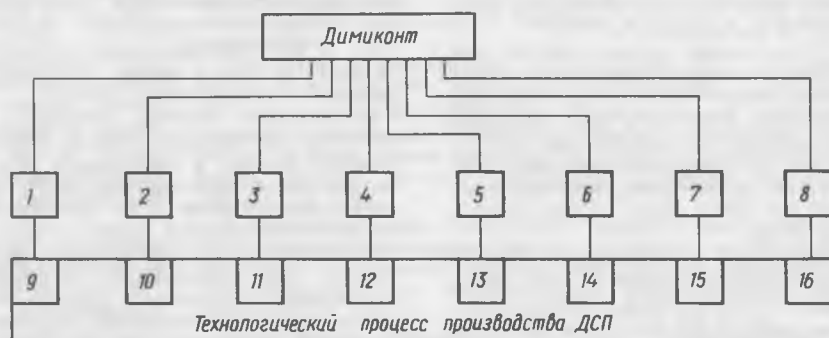 Димиконт
1 2 3 4 5 6 7 8
9 10 11 12 13 14 15 16
Технологический процесс производства ДСП